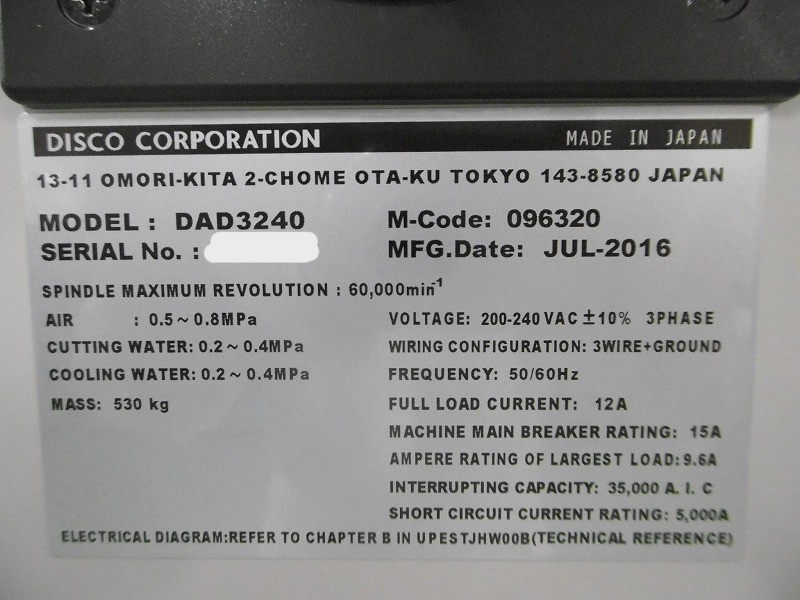 DISCO CORPORATION MADE IN JAPAN
13-11 OMORI-KITA 2-CHOME OTA-KU TOKYO 143-8580 JAPAN
MODEL : DAD3240 M-Code: 096320
SERIAL No. : MFG.Date: JUL-2016
SPINDLE MAXIMUM REVOLUTION : 60,000min⁻¹
AIR : 0.5~0.8MPa VOLTAGE: 200-240 VAC ±10% 3PHASE
CUTTING WATER: 0.2~0.4MPa WIRING CONFIGURATION: 3WIRE+GROUND
COOLING WATER: 0.2~0.4MPa FREQUENCY: 50/60Hz
MASS: 530 kg FULL LOAD CURRENT: 12A
MACHINE MAIN BREAKER RATING: 15A
AMPERE RATING OF LARGEST LOAD: 9.6A
INTERRUPTING CAPACITY: 35,000 A. I. C
SHORT CIRCUIT CURRENT RATING: 5,000A
ELECTRICAL DIAGRAM:REFER TO CHAPTER B IN UPESTJHW00B(TECHNICAL REFERENCE)